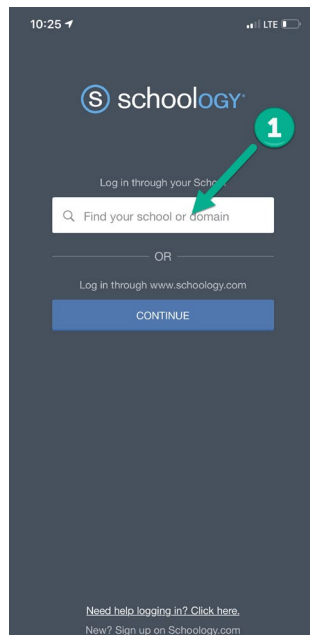 10:25 LTE
S schoology
1
Log in through your
Find your school or domain
OR
Log in through www.schoology.com
CONTINUE
Need help logging in? Click here.
New? Sign up on Schoology.com